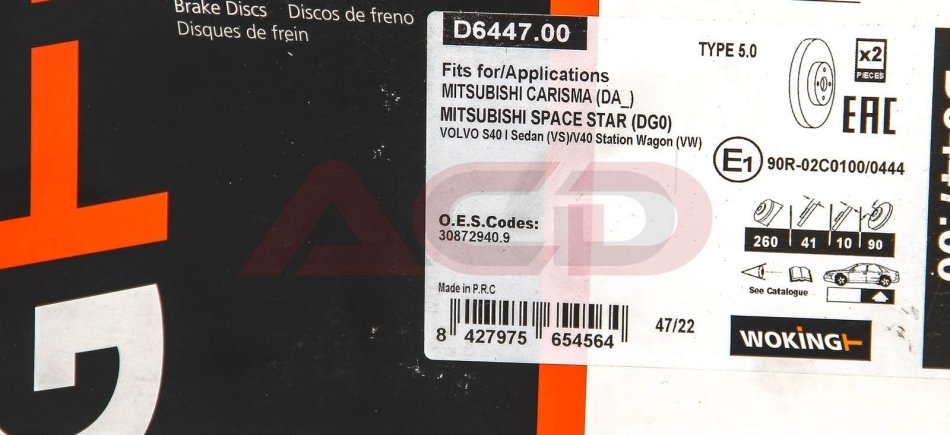 Brake Discs Discos de freno
Disques de frein
D6447.00
TYPE 5.0
x2
PIECES
Fits for/Applications
MITSUBISHI CARISMA (DA_)
MITSUBISHI SPACE STAR (DG0)
VOLVO S40 I Sedan (VS)/V40 Station Wagon (VW)
EAC
E1 90R-02C0100/0444
ACD
O.E.S.Codes:
30872940.9
260 41 10 90
See Catalogue
Made in P.R.C
8 427975 654564
47/22
WOKING